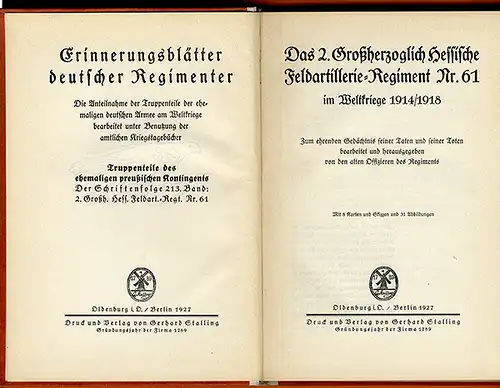 Erinnerungsblätter
deutscher Regimenter
Die Anteilnahme der Truppenteile der ehe-
maligen deutschen Armee am Weltkriege
bearbeitet unter Benutzung der
amtlichen Kriegstagebücher
Truppenteile des
ehemaligen preußischen Kontingents
Der Schriftenfolge 213. Band:
2. Großh. Hess. Feldart.-Regt. Nr. 61
Oldenburg i. O. / Berlin 1927
Druck und Verlag von Gerhard Stalling
Gründungsjahr der Firma 1789
Das 2. Großherzoglich Hessische
Feldartillerie-Regiment Nr. 61
im Weltkriege 1914/1918
Zum ehrenden Gedächtnis seiner Taten und seiner Toten
bearbeitet und herausgegeben
von den alten Offizieren des Regiments
Mit 8 Karten und Skizzen und 31 Abbildungen
Oldenburg i. O. / Berlin 1927
Druck und Verlag von Gerhard Stalling
Gründungsjahr der Firma 1789